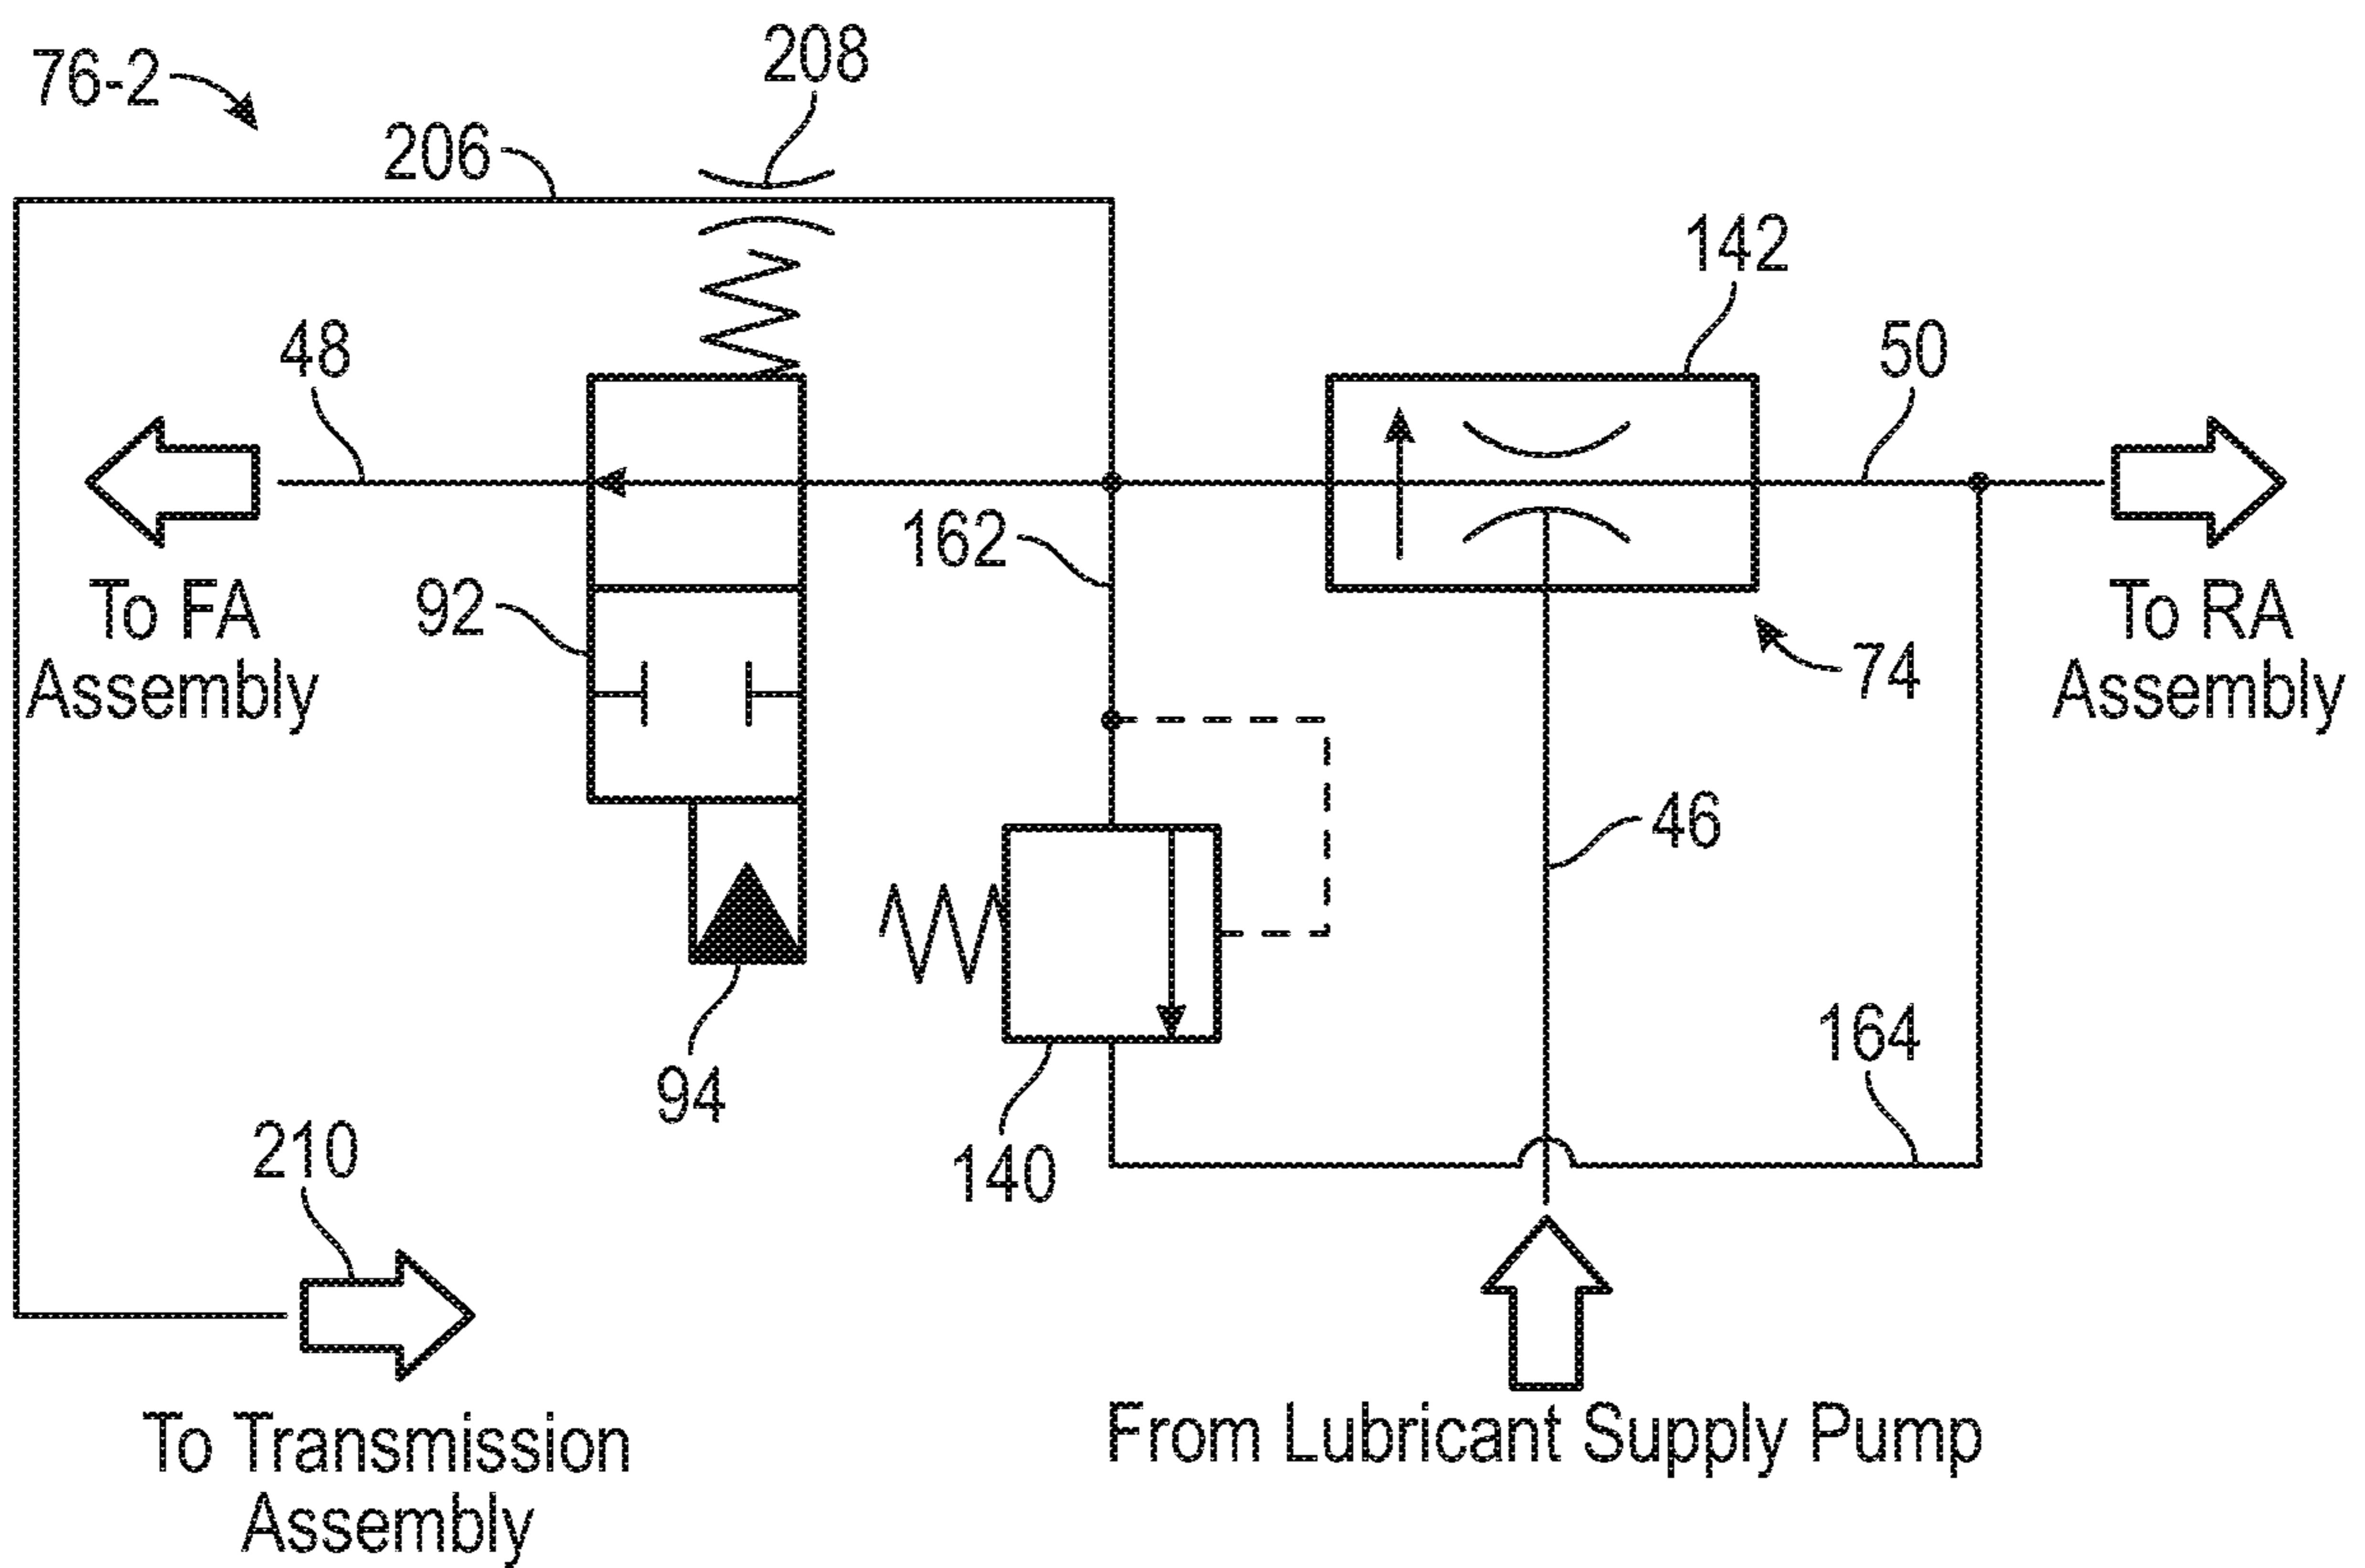 208
76-2
206
142
48
50
162
To FA
Assembly
92
To RA
Assembly
74
46
164
94
210
140
To Transmission
Assembly
From Lubricant Supply Pump